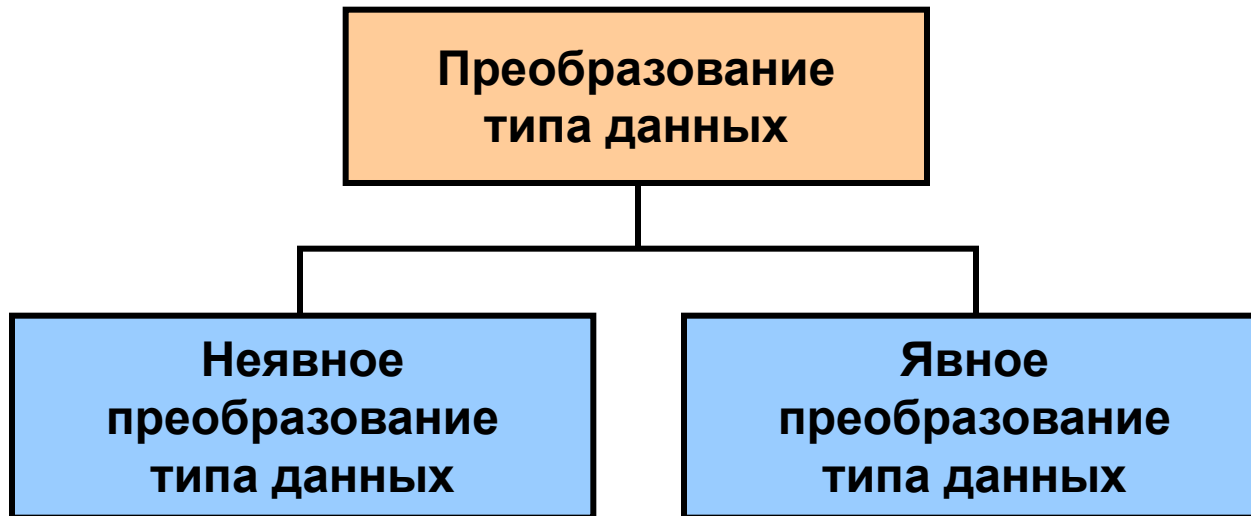 Преобразование
типа данных
Неявное
преобразование
типа данных
Явное
преобразование
типа данных